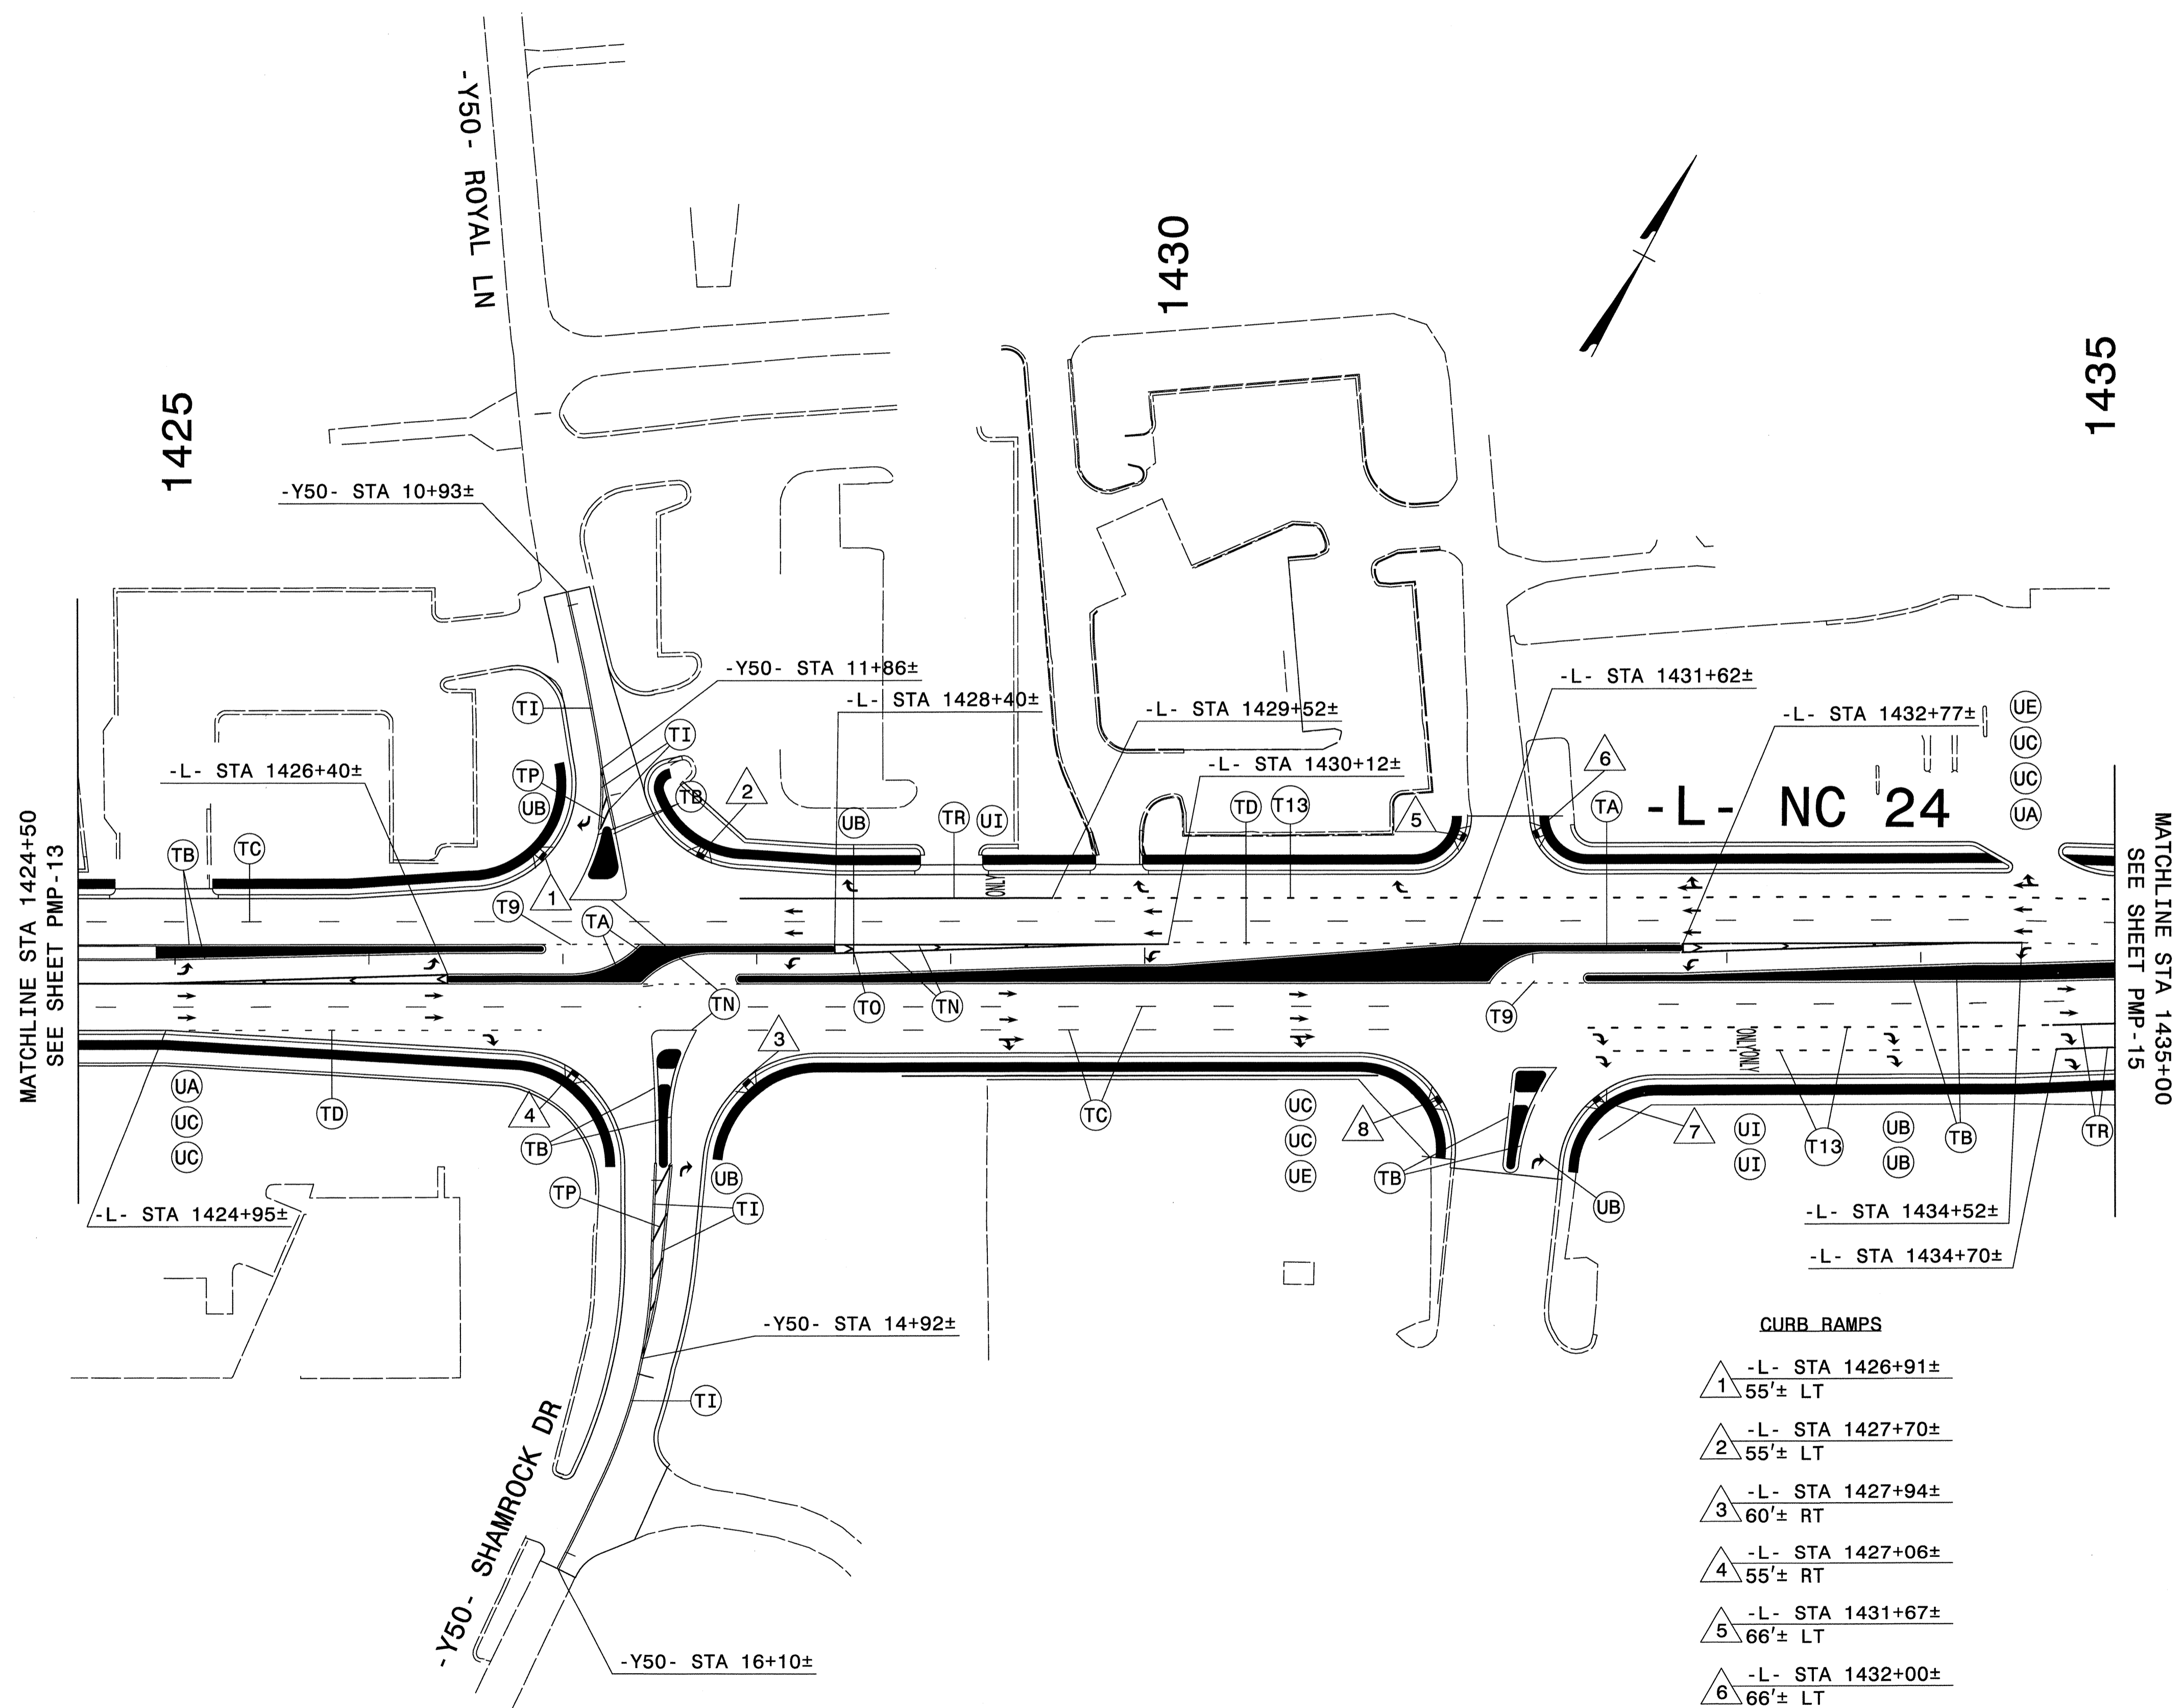 -Y50- ROYAL LN
1430
1435
1425
-Y50- STA 10+93±
-Y50- STA 11+86±
-L- STA 1428+40±
-L- STA 1429+52±
-L- STA 1431+62±
-L- STA 1432+77±
-L- STA 1426+40±
-L- STA 1430+12±
TI
TI
TP
UB
TB
2
UB
TR
UI
TD
T13
5
6
TA
-L- NC 24
UE
UC
UC
UA
TB
TC
1
T9
TA
ONLY
MATCHLINE STA 1424+50
SEE SHEET PMP-13
MATCHLINE STA 1435+00
SEE SHEET PMP-15
TN
TO
TN
T9
3
ONLY
ONLY
UA
UC
UC
TD
4
TB
TC
UC
UC
UE
8
TB
7
UI
UI
T13
UB
UB
TB
TR
TP
UB
TI
UB
-L- STA 1424+95±
-L- STA 1434+52±
-L- STA 1434+70±
-Y50- STA 14+92±
TI
-Y50- SHAMROCK DR
-Y50- STA 16+10±
CURB RAMPS
1 -L- STA 1426+91±
55'± LT
2 -L- STA 1427+70±
55'± LT
3 -L- STA 1427+94±
60'± RT
4 -L- STA 1427+06±
55'± RT
5 -L- STA 1431+67±
66'± LT
6 -L- STA 1432+00±
66'± LT